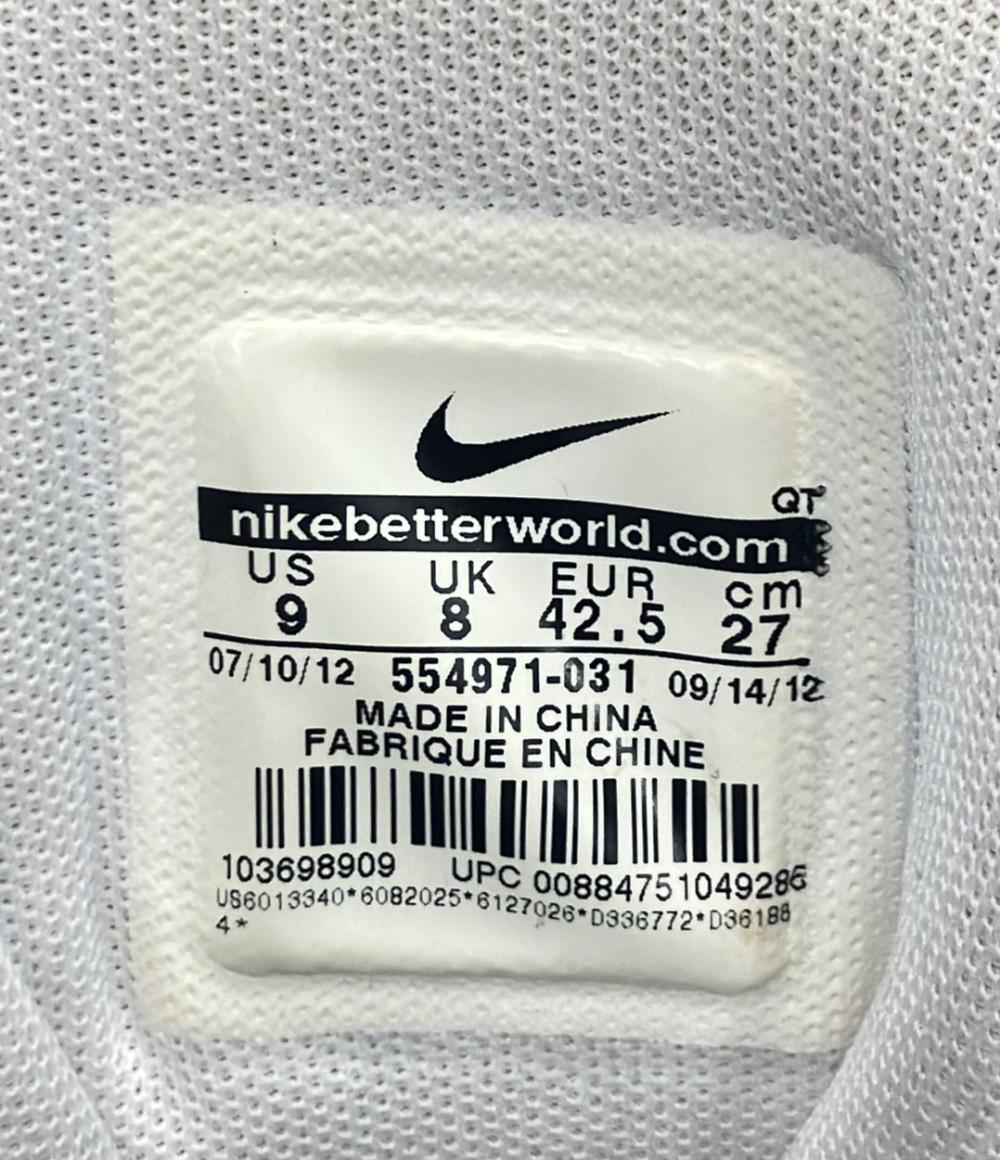 QT
nikebetterworld.com
US UK EUR cm
9 8 42.5 27
07/10/12 554971-031 09/14/12
MADE IN CHINA
FABRIQUE EN CHINE
103698909 UPC 00884751049286
US6013340*6082025*6127026*D336772*D36188
4*